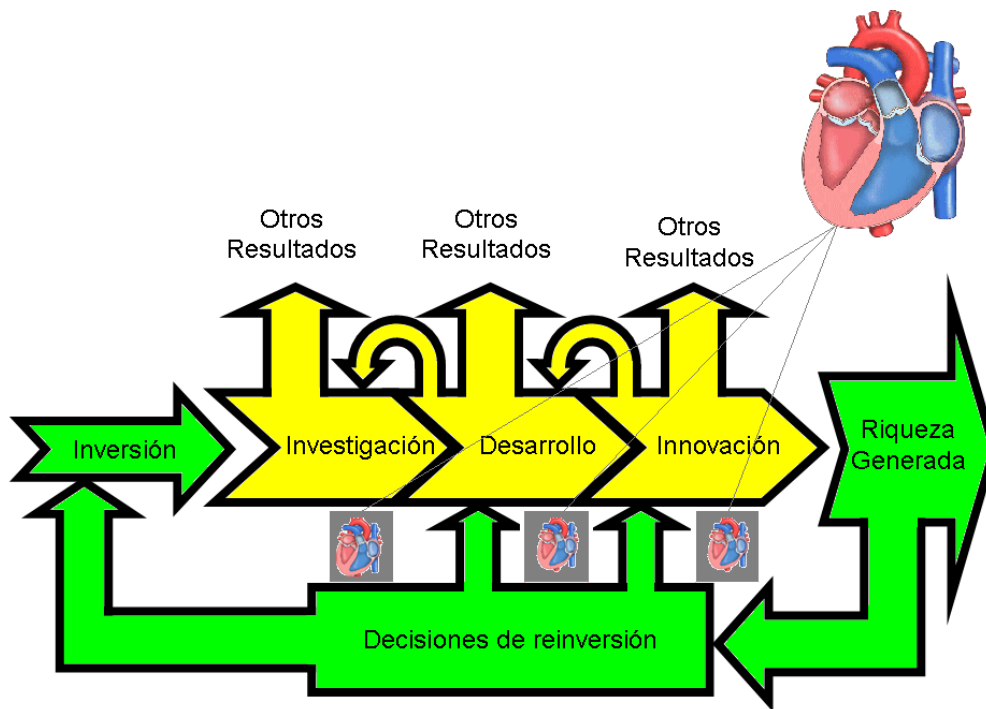 Otros
Resultados
Otros
Resultados
Otros
Resultados
Inversión
Investigación
Desarrollo
Innovación
Riqueza
Generada
Decisiones de reinversión